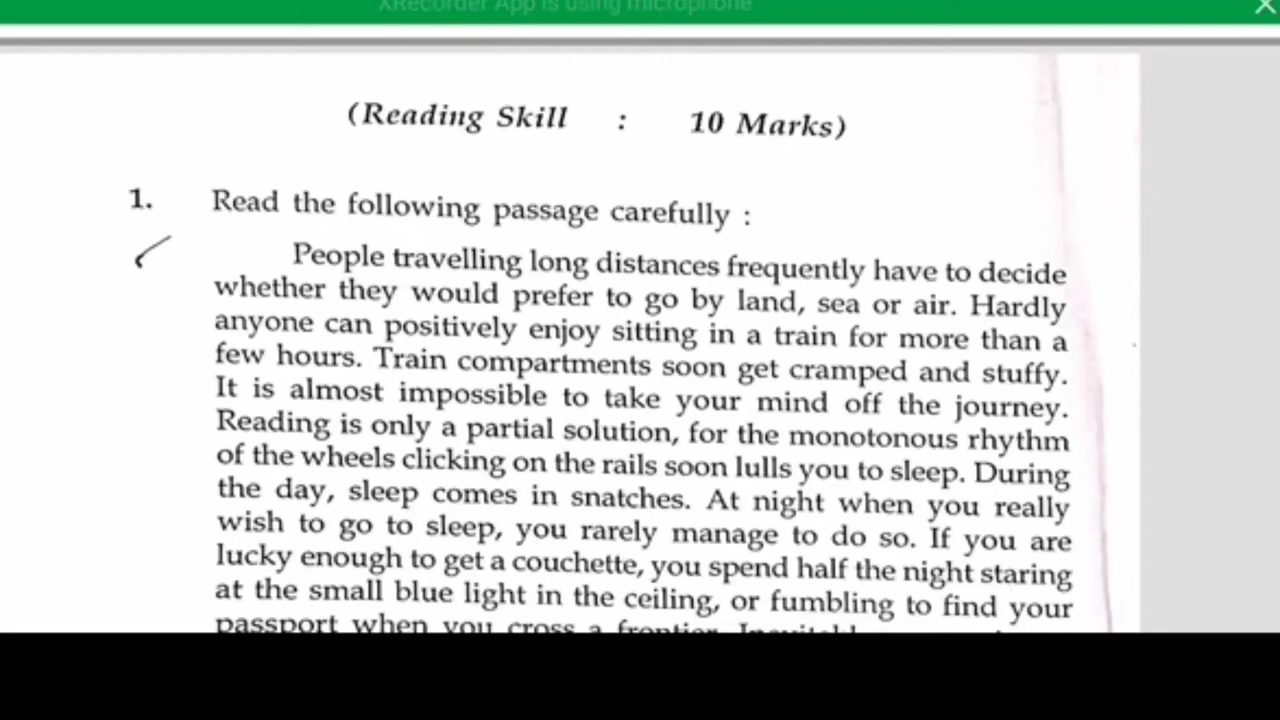 XRecorder App is using microphone
(Reading Skill : 10 Marks)
1. Read the following passage carefully :
People travelling long distances frequently have to decide
whether they would prefer to go by land, sea or air. Hardly
anyone can positively enjoy sitting in a train for more than a
few hours. Train compartments soon get cramped and stuffy.
It is almost impossible to take your mind off the journey.
Reading is only a partial solution, for the monotonous rhythm
of the wheels clicking on the rails soon lulls you to sleep. During
the day, sleep comes in snatches. At night when you really
wish to go to sleep, you rarely manage to do so. If you are
lucky enough to get a couchette, you spend half the night staring
at the small blue light in the ceiling, or fumbling to find your
passport when you cross a frontier.